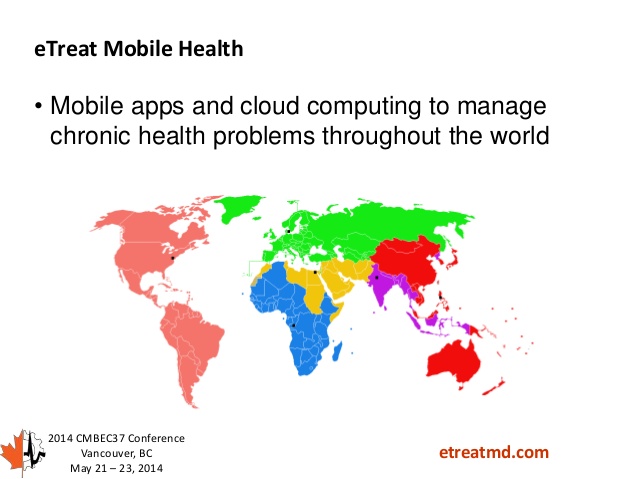 eTreat Mobile Health
• Mobile apps and cloud computing to manage
chronic health problems throughout the world
2014 CMBEC37 Conference
Vancouver, BC
May 21 – 23, 2014
etreatmd.com